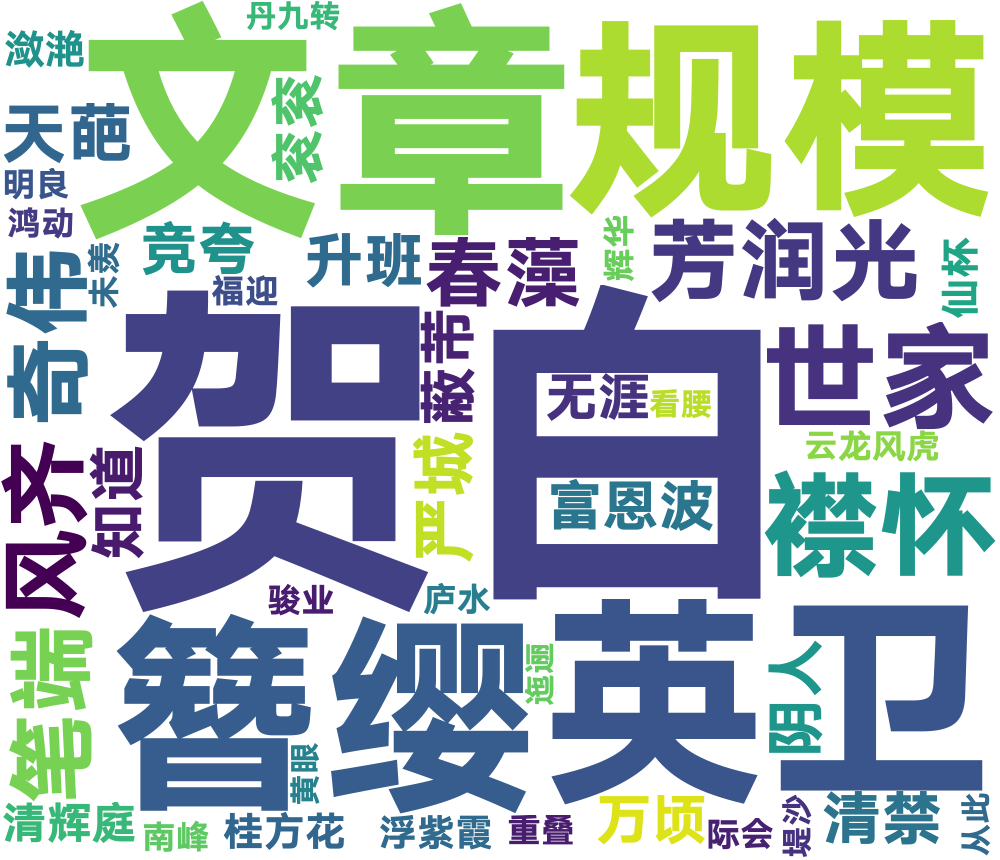 丹九转
潋滟
文章
规模
衮衮
天葩
明良
鸿动
竞夸
升班
春藻
辉华
芳润光
仙杯
奇伟
未羡
福迎
贺白
蔽芾
无涯
看腰
世家
云龙风虎
风齐
知道
严城
富恩波
襟怀
骏业
庐水
簪缨
英卫
迤逦
阴人
笔端
黄眼
清辉庭
南峰
桂方花
浮紫霞
重叠
万顷
际会
堤沙
清禁
从此